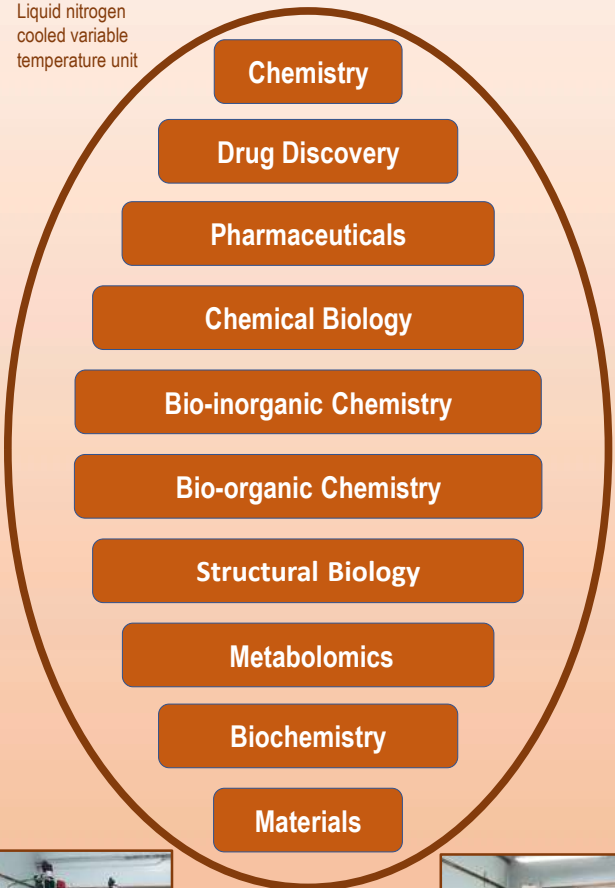 Liquid nitrogen
cooled variable
temperature unit
Chemistry
Drug Discovery
Pharmaceuticals
Chemical Biology
Bio-inorganic Chemistry
Bio-organic Chemistry
Structural Biology
Metabolomics
Biochemistry
Materials